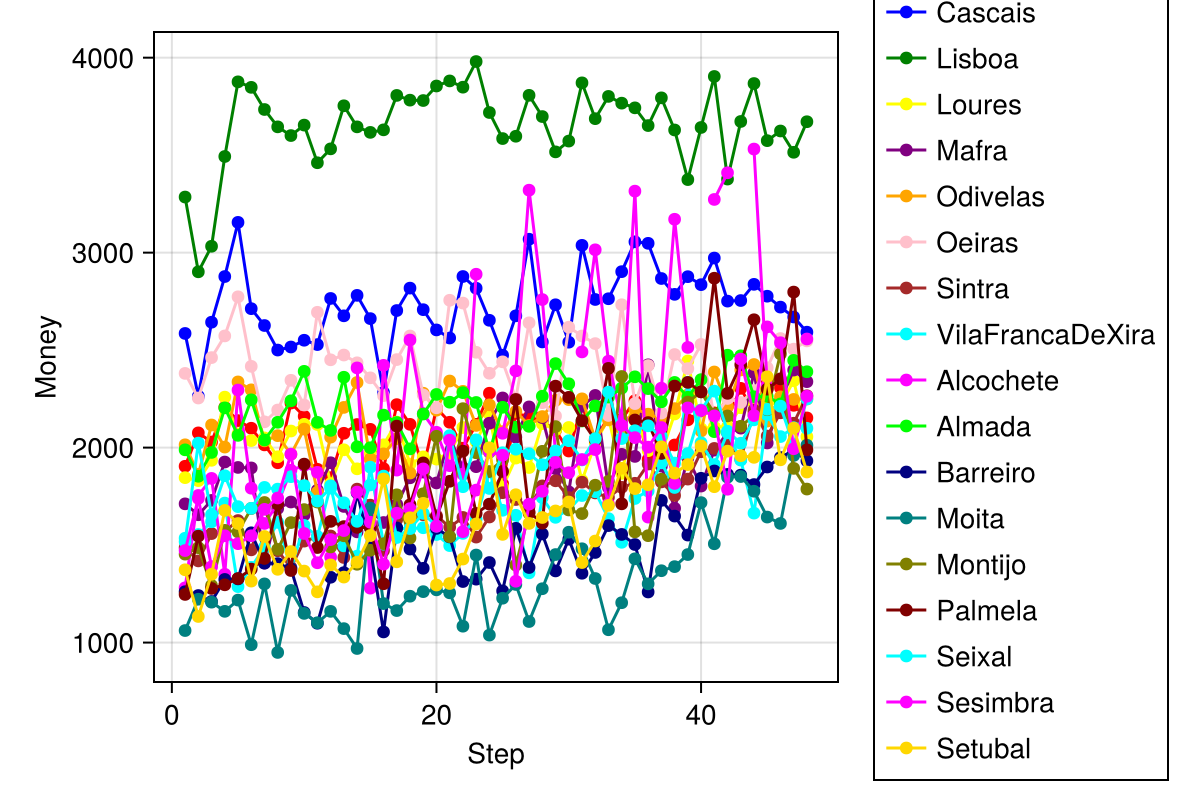 4000
3000
2000
1000
Money
0
20
40
Step
Cascais
Lisboa
Loures
Mafra
Odivelas
Oeiras
Sintra
VilaFrancaDeXira
Alcochete
Almada
Barreiro
Moita
Montijo
Palmela
Seixal
Sesimbra
Setubal